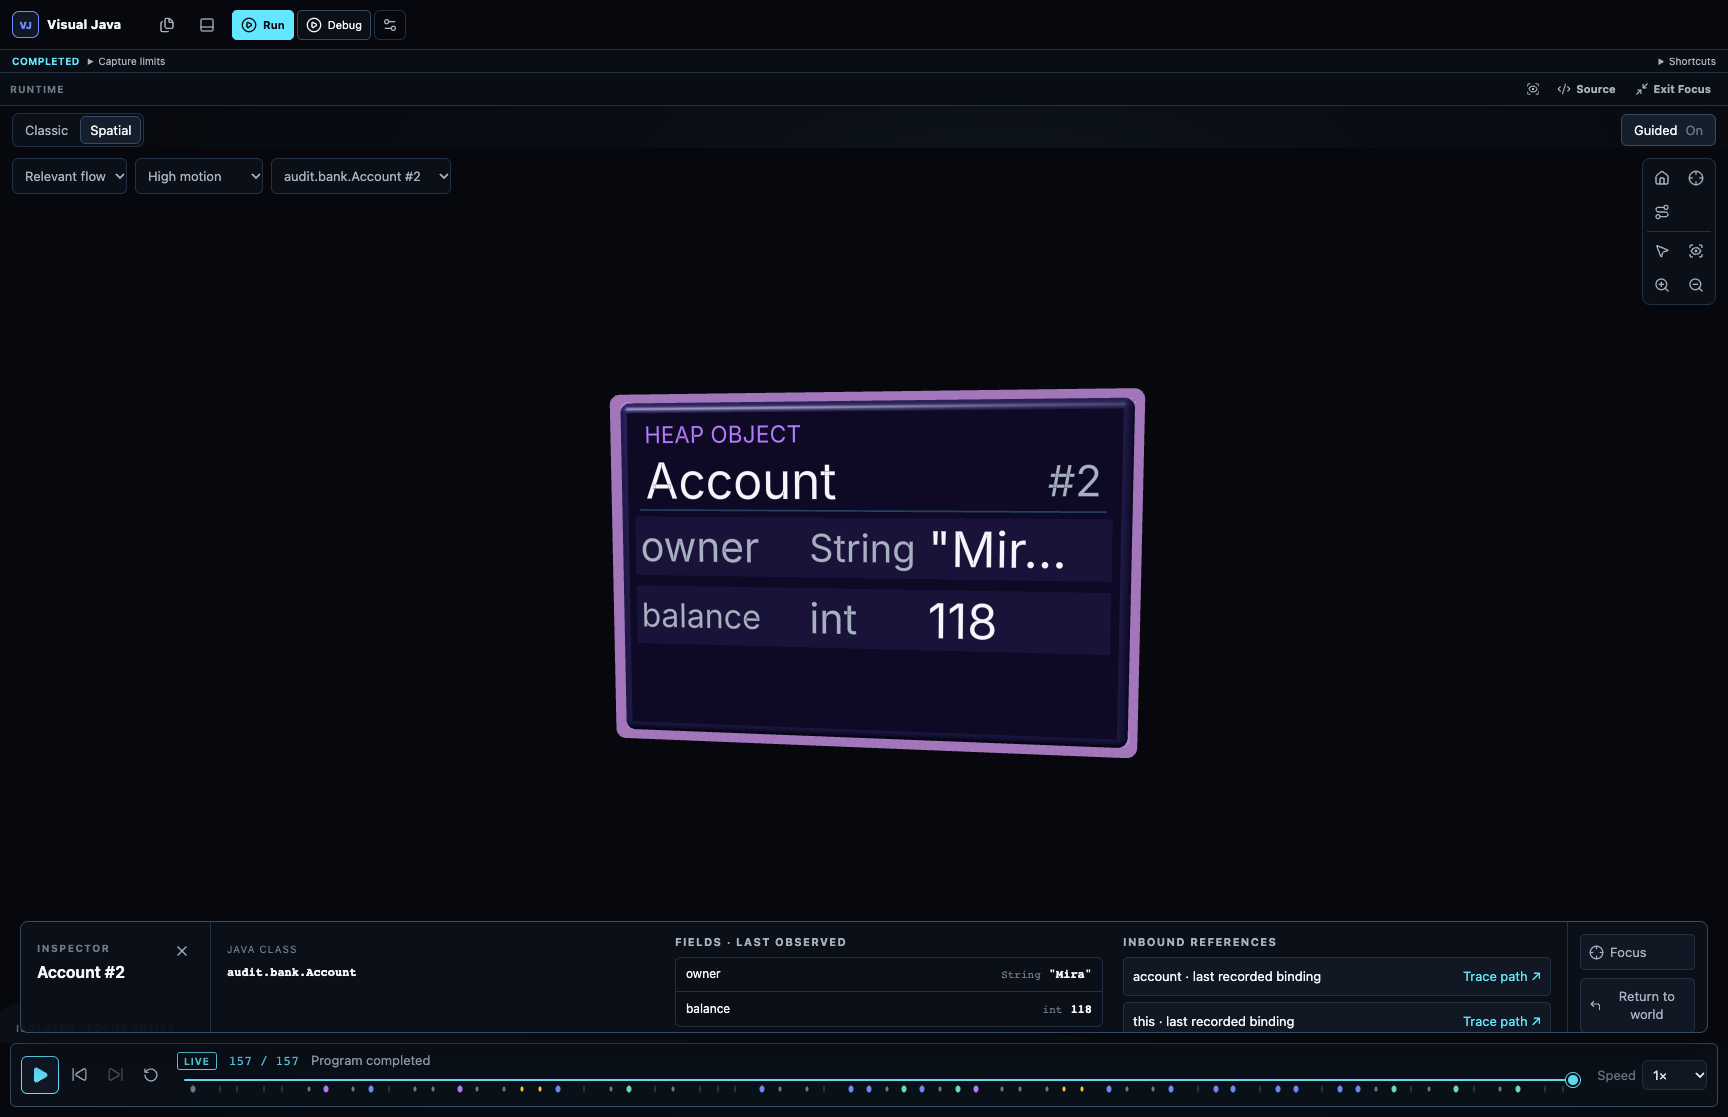 VJ Visual Java Run Debug
COMPLETED Capture limits Shortcuts
RUNTIME Source Exit Focus
Classic Spatial Guided On
Relevant flow High motion audit.bank.Account #2
HEAP OBJECT
Account #2
owner String "Mir...
balance int 118
INSPECTOR
Account #2
JAVA CLASS
audit.bank.Account
FIELDS · LAST OBSERVED
owner String "Mira"
balance int 118
INBOUND REFERENCES
account · last recorded binding Trace path ↗
this · last recorded binding Trace path ↗
Focus
Return to
world
LIVE 157 / 157 Program completed
Speed 1×